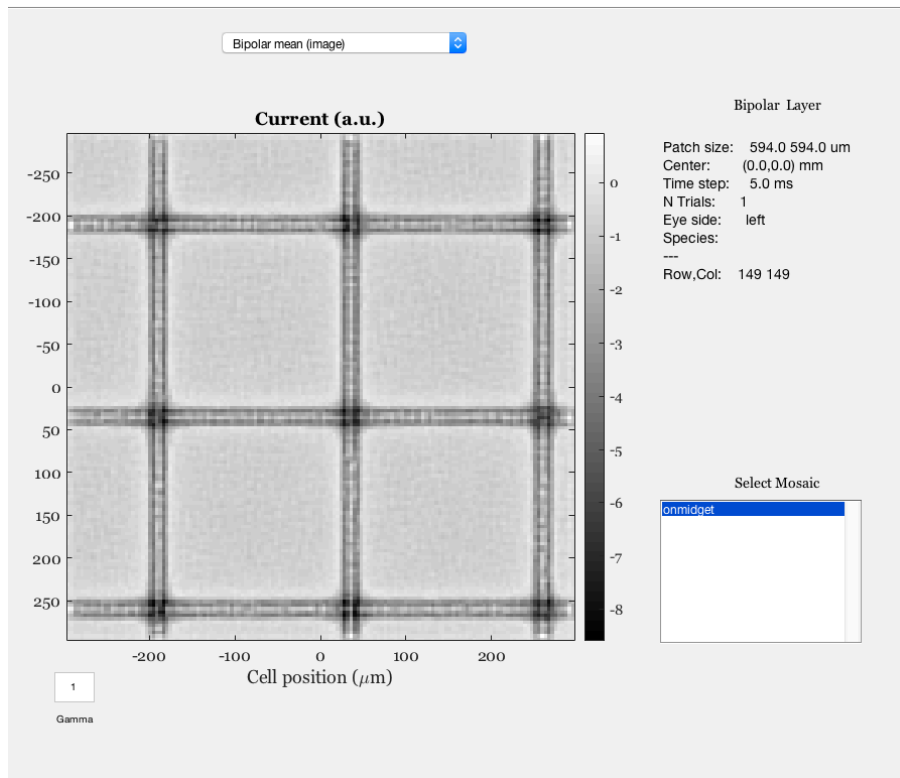 Bipolar mean (image)
Current (a.u.)
-250
-200
-150
-100
-50
0
50
100
150
200
250
-200
-100
0
100
200
Cell position (μm)
0
-1
-2
-3
-4
-5
-6
-7
-8
Bipolar Layer
Patch size: 594.0 594.0 um
Center: (0.0,0.0) mm
Time step: 5.0 ms
N Trials: 1
Eye side: left
Species:
---
Row,Col: 149 149
Select Mosaic
onmidget
1
Gamma